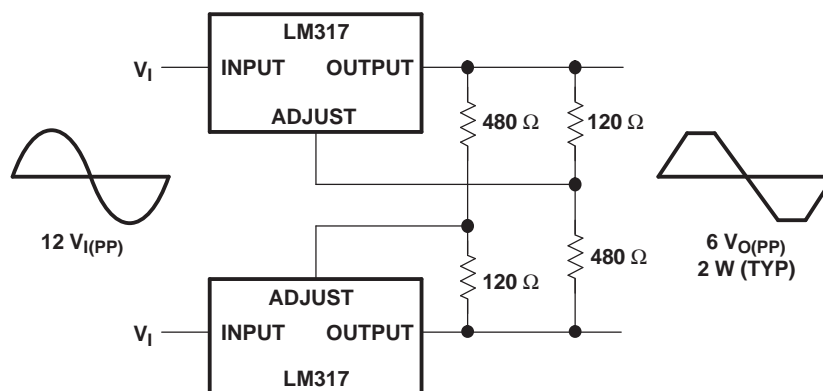 LM317
V_I INPUT OUTPUT
ADJUST
480 Ω 120 Ω
12 V_I(PP)
6 V_O(PP)
2 W (TYP)
120 Ω 480 Ω
ADJUST
V_I INPUT OUTPUT
LM317